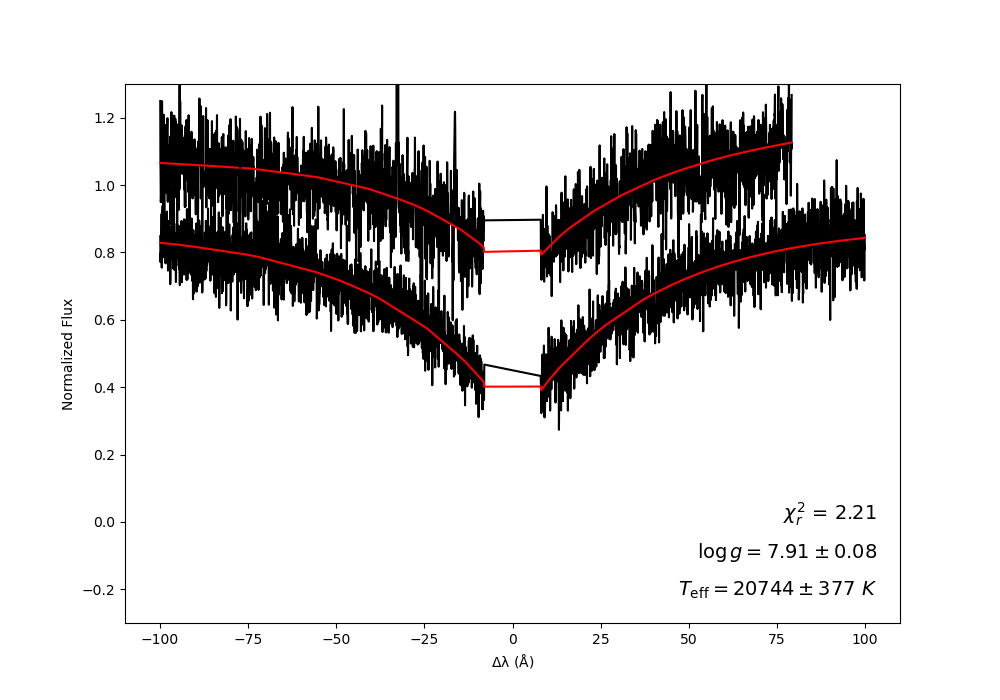 1.2
1.0
0.8
0.6
0.4
0.2
0.0
−0.2
Normalized Flux
χ²ᵣ = 2.21
log g = 7.91 ± 0.08
T_eff = 20744 ± 377 K
−100 −75 −50 −25 0 25 50 75 100
Δλ (Å)